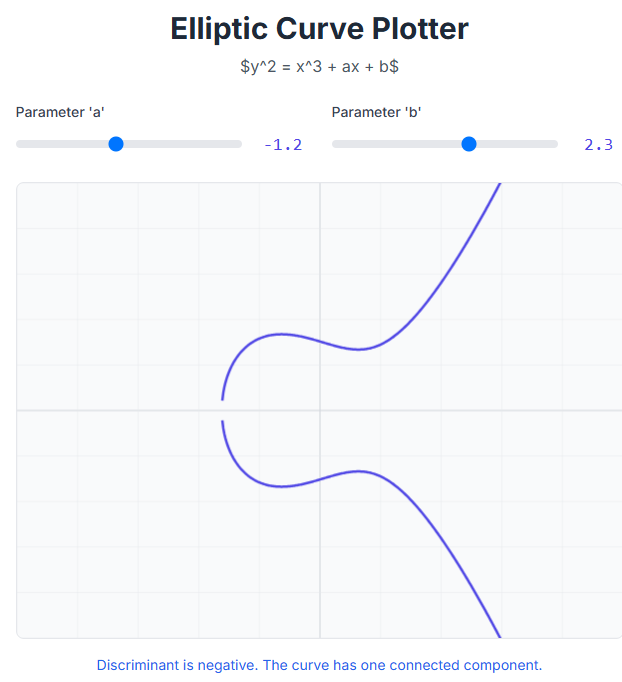 Elliptic Curve Plotter
$y^2 = x^3 + ax + b$
Parameter 'a'
Parameter 'b'
-1.2
2.3
Discriminant is negative. The curve has one connected component.